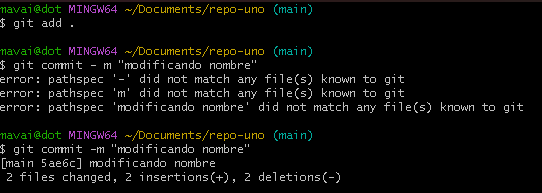 mavai@dot MINGW64 ~/Documents/repo-uno (main)
$ git add .
mavai@dot MINGW64 ~/Documents/repo-uno (main)
$ git commit - m "modificando nombre"
error: pathspec '-' did not match any file(s) known to git
error: pathspec 'm' did not match any file(s) known to git
error: pathspec 'modificando nombre' did not match any file(s) known to git
mavai@dot MINGW64 ~/Documents/repo-uno (main)
$ git commit -m "modificando nombre"
[main 5ae6c] modificando nombre
 2 files changed, 2 insertions(+), 2 deletions(-)